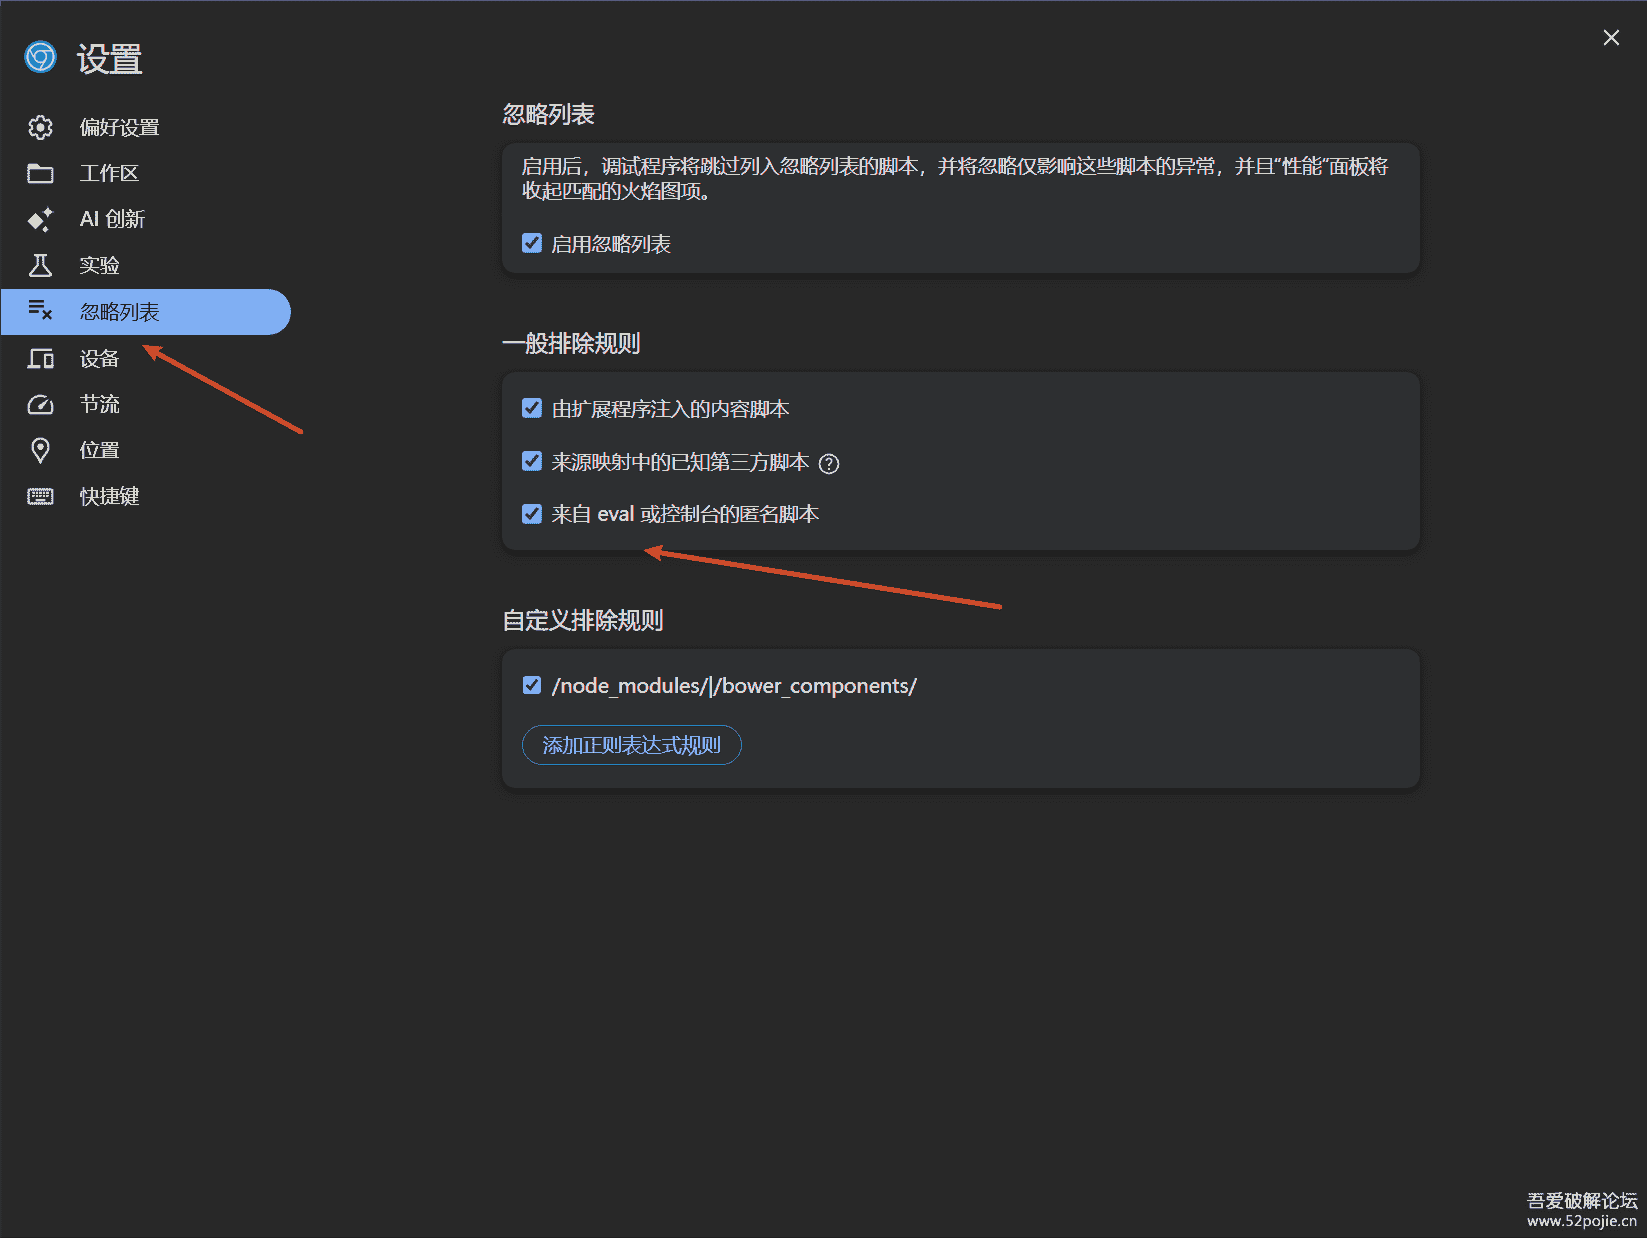 设置
偏好设置
工作区
AI 创新
实验
忽略列表
设备
节流
位置
快捷键
忽略列表
启用后，调试程序将跳过列入忽略列表的脚本，并将忽略仅影响这些脚本的异常，并且“性能”面板将
收起匹配的火焰图项。
启用忽略列表
一般排除规则
由扩展程序注入的内容脚本
来源映射中的已知第三方脚本
来自 eval 或控制台的匿名脚本
自定义排除规则
/node_modules/|/bower_components/
添加正则表达式规则
吾爱破解论坛
www.52pojie.cn